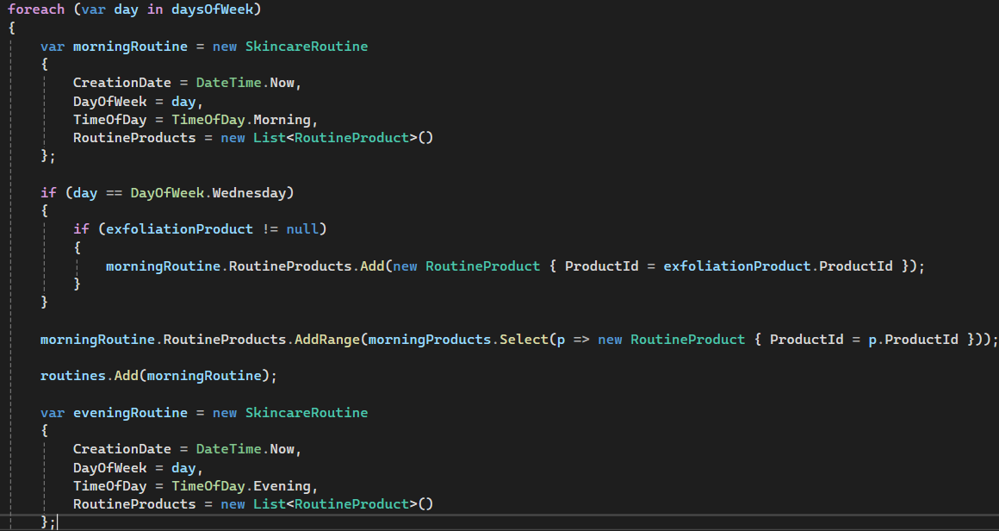 foreach (var day in daysOfWeek)
{
    var morningRoutine = new SkincareRoutine
    {
        CreationDate = DateTime.Now,
        DayOfWeek = day,
        TimeOfDay = TimeOfDay.Morning,
        RoutineProducts = new List<RoutineProduct>()
    };

    if (day == DayOfWeek.Wednesday)
    {
        if (exfoliationProduct != null)
        {
            morningRoutine.RoutineProducts.Add(new RoutineProduct { ProductId = exfoliationProduct.ProductId });
        }
    }

    morningRoutine.RoutineProducts.AddRange(morningProducts.Select(p => new RoutineProduct { ProductId = p.ProductId }));

    routines.Add(morningRoutine);

    var eveningRoutine = new SkincareRoutine
    {
        CreationDate = DateTime.Now,
        DayOfWeek = day,
        TimeOfDay = TimeOfDay.Evening,
        RoutineProducts = new List<RoutineProduct>()
    };